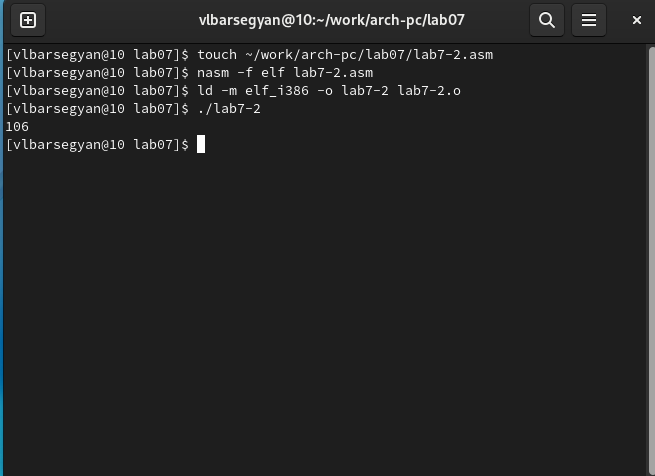 vlbarsegyan@10:~/work/arch-pc/lab07
[vlbarsegyan@10 lab07]$ touch ~/work/arch-pc/lab07/lab7-2.asm
[vlbarsegyan@10 lab07]$ nasm -f elf lab7-2.asm
[vlbarsegyan@10 lab07]$ ld -m elf_i386 -o lab7-2 lab7-2.o
[vlbarsegyan@10 lab07]$ ./lab7-2
106
[vlbarsegyan@10 lab07]$